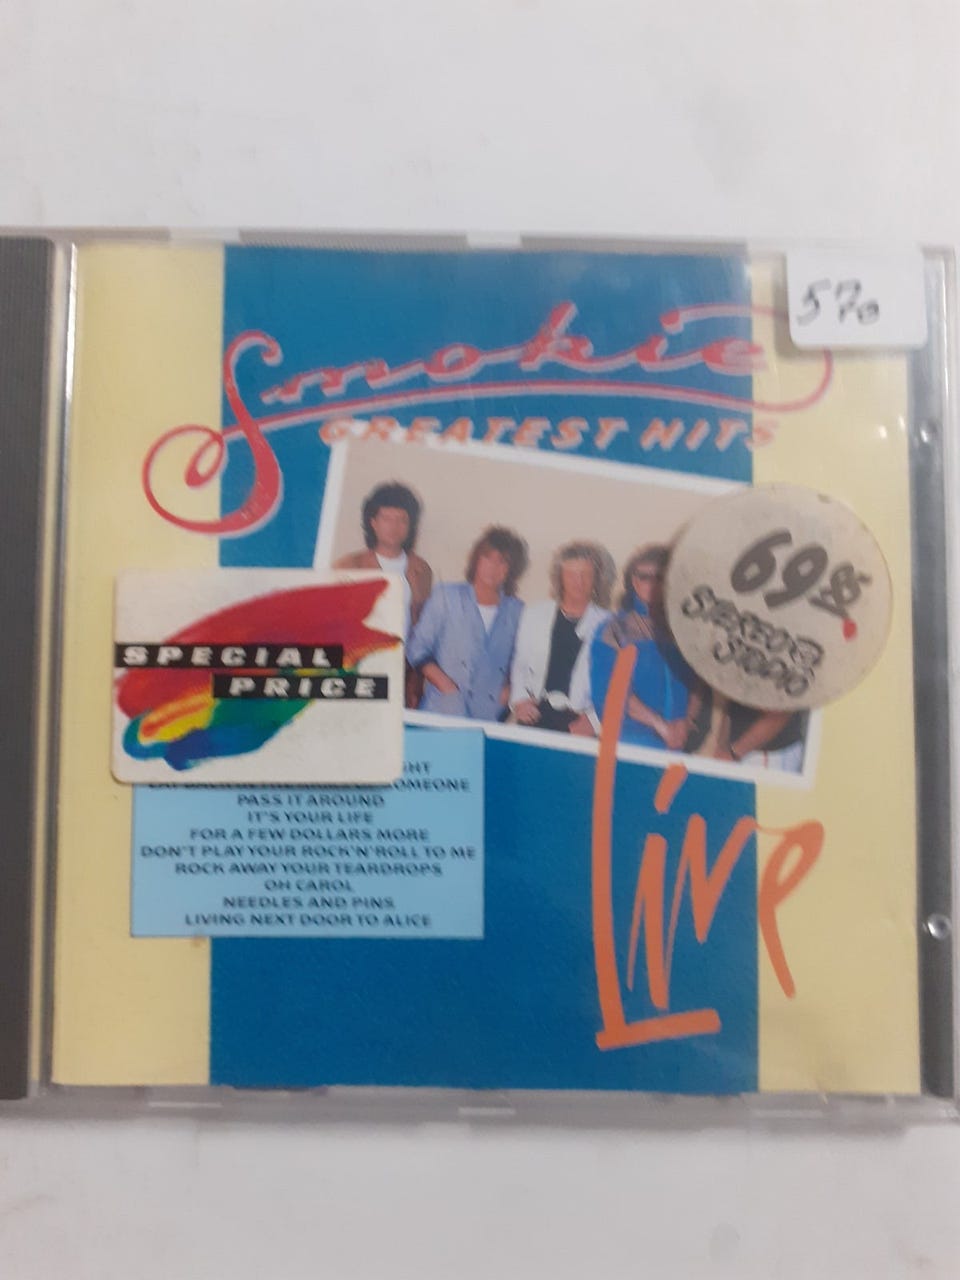 57
Smokie
GREATEST HITS
69
STEREO
STUDIO
SPECIAL
PRICE
SOMEONE
PASS IT AROUND
IT'S YOUR LIFE
FOR A FEW DOLLARS MORE
DON'T PLAY YOUR ROCK'N'ROLL TO ME
ROCK AWAY YOUR TEARDROPS
OH CAROL
NEEDLES AND PINS
LIVING NEXT DOOR TO ALICE
Live